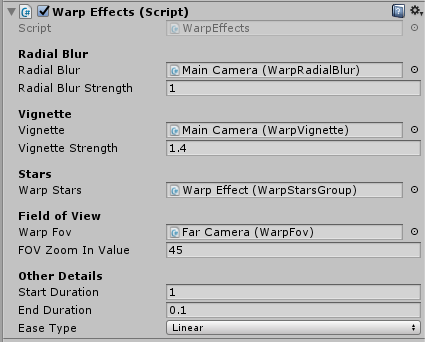 Warp Effects (Script)
Script WarpEffects
Radial Blur
Radial Blur Main Camera (WarpRadialBlur)
Radial Blur Strength 1
Vignette
Vignette Main Camera (WarpVignette)
Vignette Strength 1.4
Stars
Warp Stars Warp Effect (WarpStarsGroup)
Field of View
Warp Fov Far Camera (WarpFov)
FOV Zoom In Value 45
Other Details
Start Duration 1
End Duration 0.1
Ease Type Linear